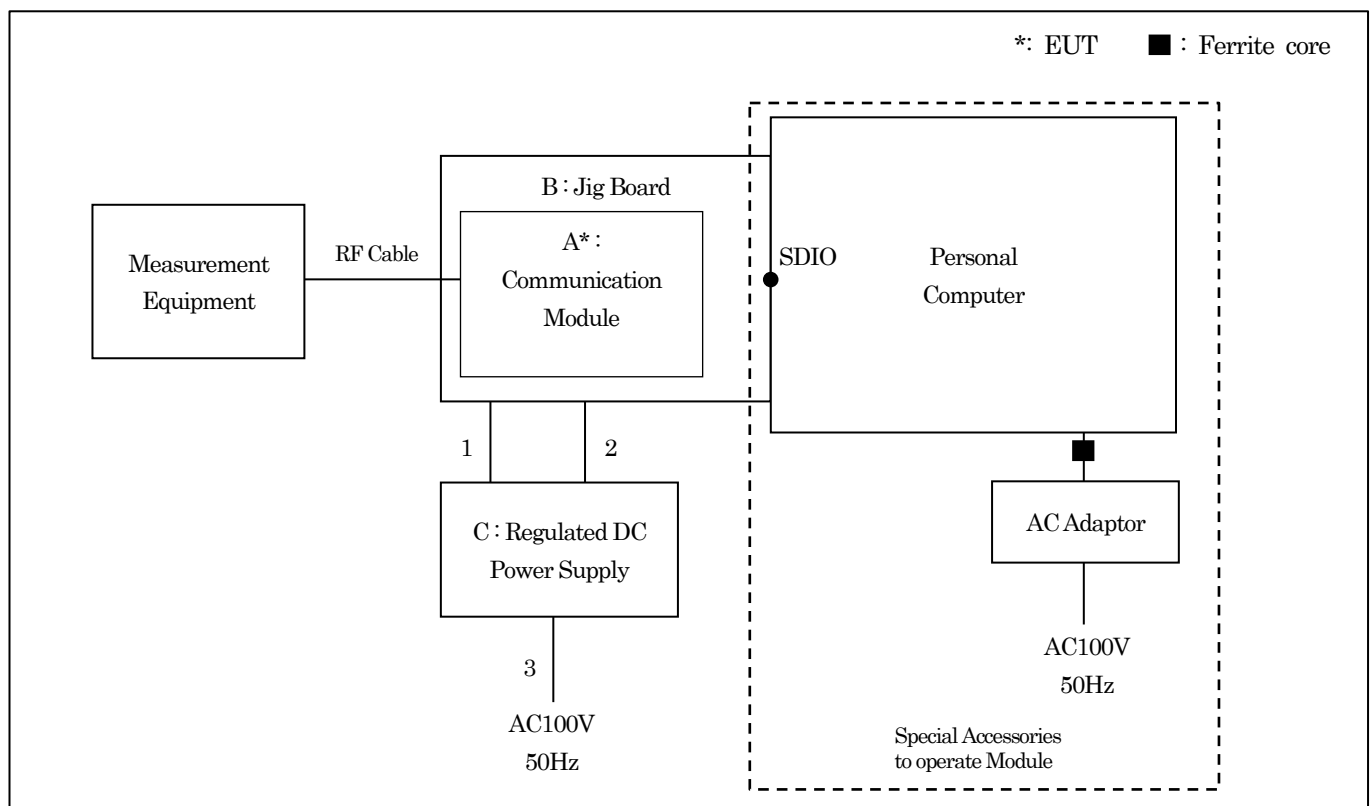 *: EUT ■ : Ferrite core
B : Jig Board
A* :
Communication
Module
Measurement
Equipment
RF Cable
SDIO
Personal
Computer
1
2
C : Regulated DC
Power Supply
AC Adaptor
3
AC100V
50Hz
AC100V
50Hz
Special Accessories
to operate Module